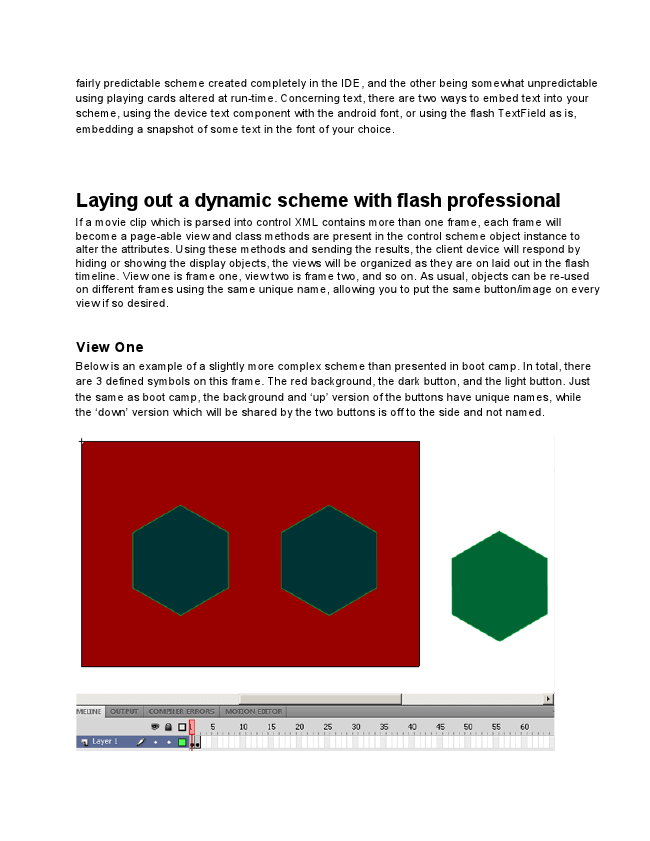 fairly predictable scheme created completely in the IDE, and the other being somewhat unpredictable
using playing cards altered at run-time. Concerning text, there are two ways to embed text into your
scheme, using the device text component with the android font, or using the flash TextField as is,
embedding a snapshot of some text in the font of your choice.
Laying out a dynamic scheme with flash professional
If a movie clip which is parsed into control XML contains more than one frame, each frame will
become a page-able view and class methods are present in the control scheme object instance to
alter the attributes. Using these methods and sending the results, the client device will respond by
hiding or showing the display objects, the views will be organized as they are on laid out in the flash
timeline. View one is frame one, view two is frame two, and so on. As usual, objects can be re-used
on different frames using the same unique name, allowing you to put the same button/image on every
view if so desired.
View One
Below is an example of a slightly more complex scheme than presented in boot camp. In total, there
are 3 defined symbols on this frame. The red background, the dark button, and the light button. Just
the same as boot camp, the background and ‘up’ version of the buttons have unique names, while
the ‘down’ version which will be shared by the two buttons is off to the side and not named.
MELINE OUTPUT COMPILER ERRORS MOTION EDITOR
1 5 10 15 20 25 30 35 40 45 50 55 60
Layer 1